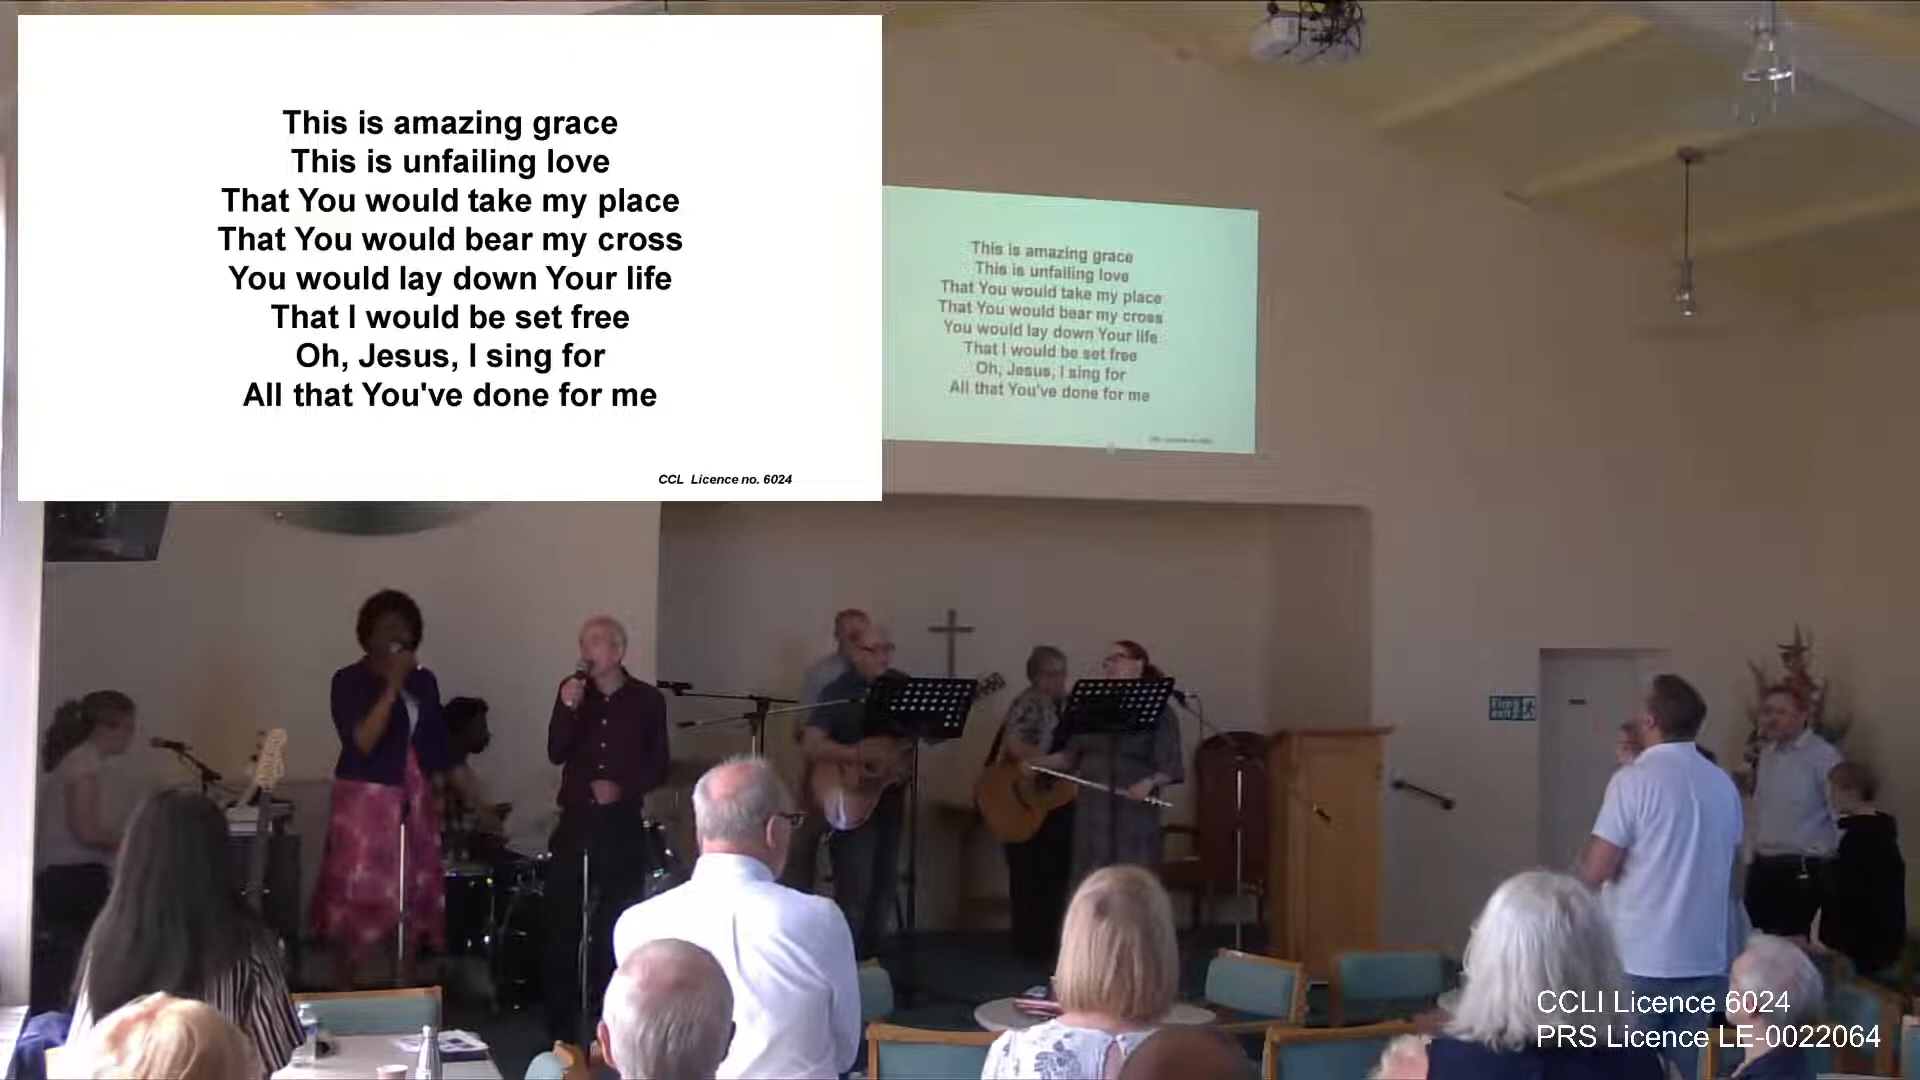 This is amazing grace
This is unfailing love
That You would take my place
That You would bear my cross
You would lay down Your life
That I would be set free
Oh, Jesus, I sing for
All that You've done for me
CCL Licence no. 6024
This is amazing grace
This is unfailing love
That You would take my place
That You would bear my cross
You would lay down Your life
That I would be set free
Oh, Jesus, I sing for
All that You've done for me
CCLI Licence 6024
PRS Licence LE-0022064